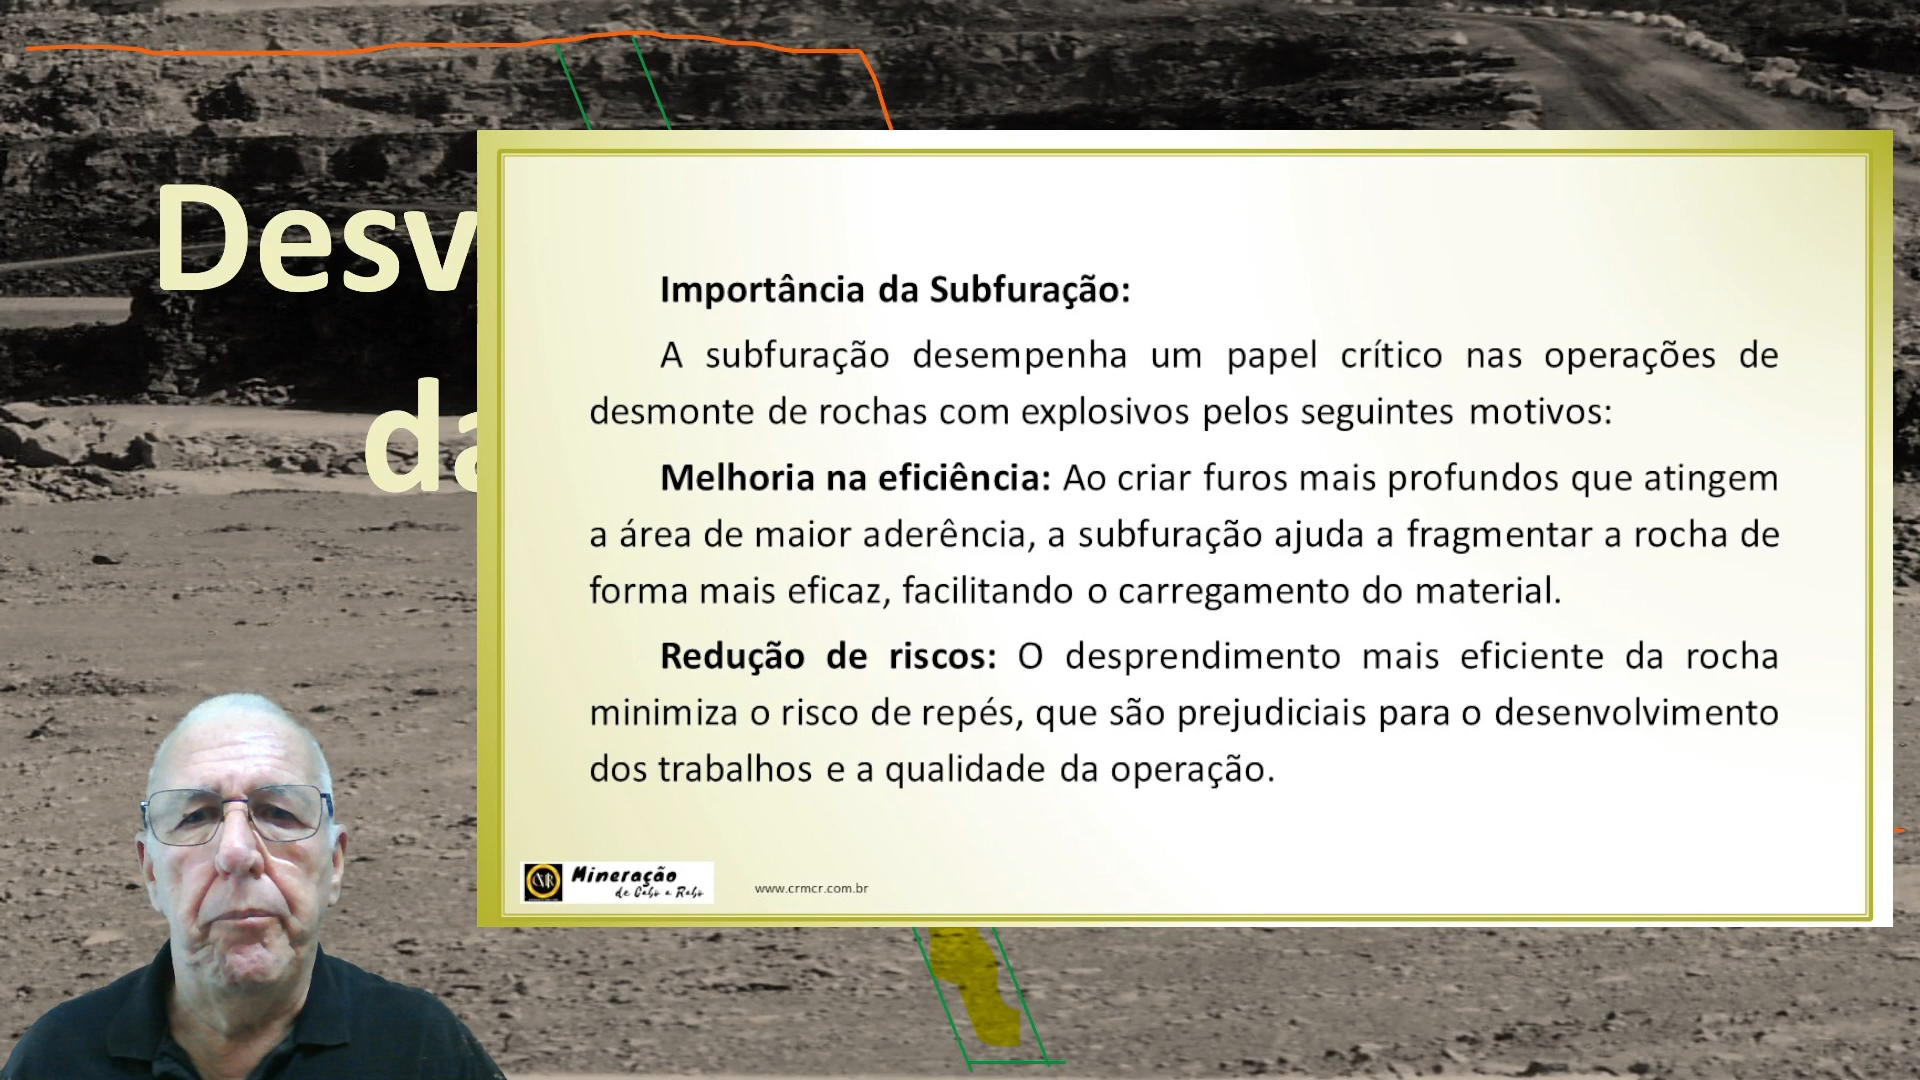 Desv
da
Importância da Subfuração:
A subfuração desempenha um papel crítico nas operações de
desmonte de rochas com explosivos pelos seguintes motivos:
Melhoria na eficiência: Ao criar furos mais profundos que atingem
a área de maior aderência, a subfuração ajuda a fragmentar a rocha de
forma mais eficaz, facilitando o carregamento do material.
Redução de riscos: O desprendimento mais eficiente da rocha
minimiza o risco de repés, que são prejudiciais para o desenvolvimento
dos trabalhos e a qualidade da operação.
Mineração
de Cabo a Rabo
www.crmcr.com.br